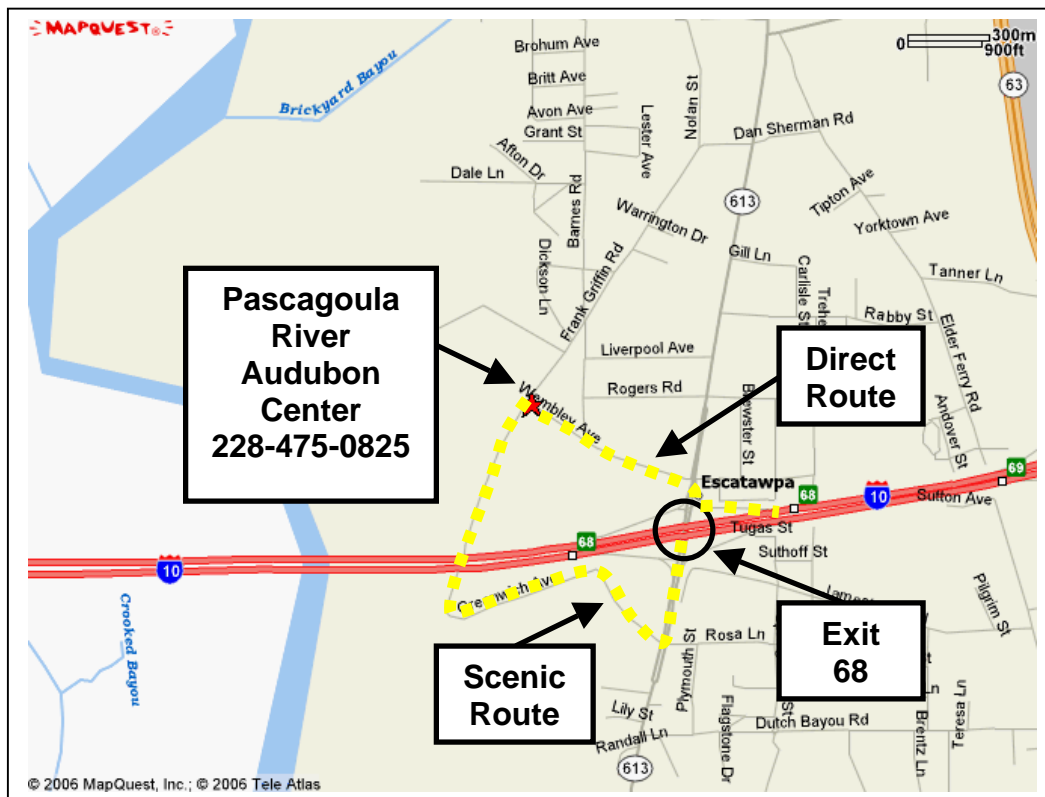 MAPQUEST
300m
0
900ft
63
Brohum Ave
Brickyard Bayou
Britt Ave
Avon Ave
Grant St
Lester Ave
Nolan St
Dan Sherman Rd
Afton Dr
Dale Ln
Barnes Rd
613
Tipton Ave
Warrington Dr
Yorktown Ave
Dickson Ln
Frank Griffin Rd
Gill Ln
Carlisle St
Tanner Ln
Rabby St
Elder Ferry Rd
Pascagoula
River
Audubon
Center
228-475-0825
Liverpool Ave
Direct
Route
Rogers Rd
Wembley Ave
Brewster St
Andover St
Escatawpa
68
10
69
Sutton Ave
Tugas St
68
Suthoff St
10
Greenwich Ave
Pilgrim St
Crooked Bayou
Rosa Ln
Exit
68
Scenic
Route
Plymouth St
Lily St
Randall Ln
Flagstone Dr
Dutch Bayou Rd
Brentz Ln
Teresa Ln
613
© 2006 MapQuest, Inc.; © 2006 Tele Atlas